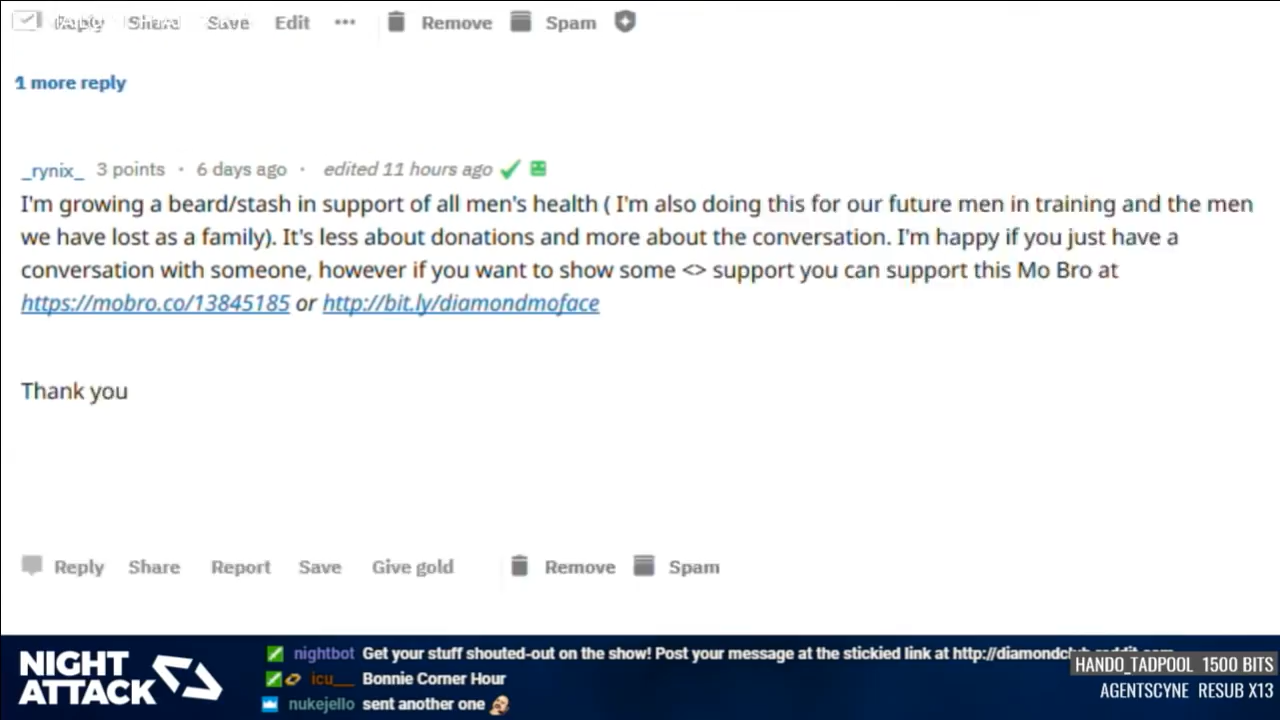 Reply Share Save Edit ••• Remove Spam
1 more reply
_rynix_ 3 points · 6 days ago · edited 11 hours ago
I'm growing a beard/stash in support of all men's health ( I'm also doing this for our future men in training and the men
we have lost as a family). It's less about donations and more about the conversation. I'm happy if you just have a
conversation with someone, however if you want to show some <> support you can support this Mo Bro at
https://mobro.co/13845185 or http://bit.ly/diamondmoface
Thank you
Reply Share Report Save Give gold Remove Spam
NIGHT
ATTACK
nightbot Get your stuff shouted-out on the show! Post your message at the stickied link at http://diamondclub.reddit.com
icu__ Bonnie Corner Hour
nukejello sent another one
HANDO_TADPOOL 1500 BITS
AGENTSCYNE RESUB X13